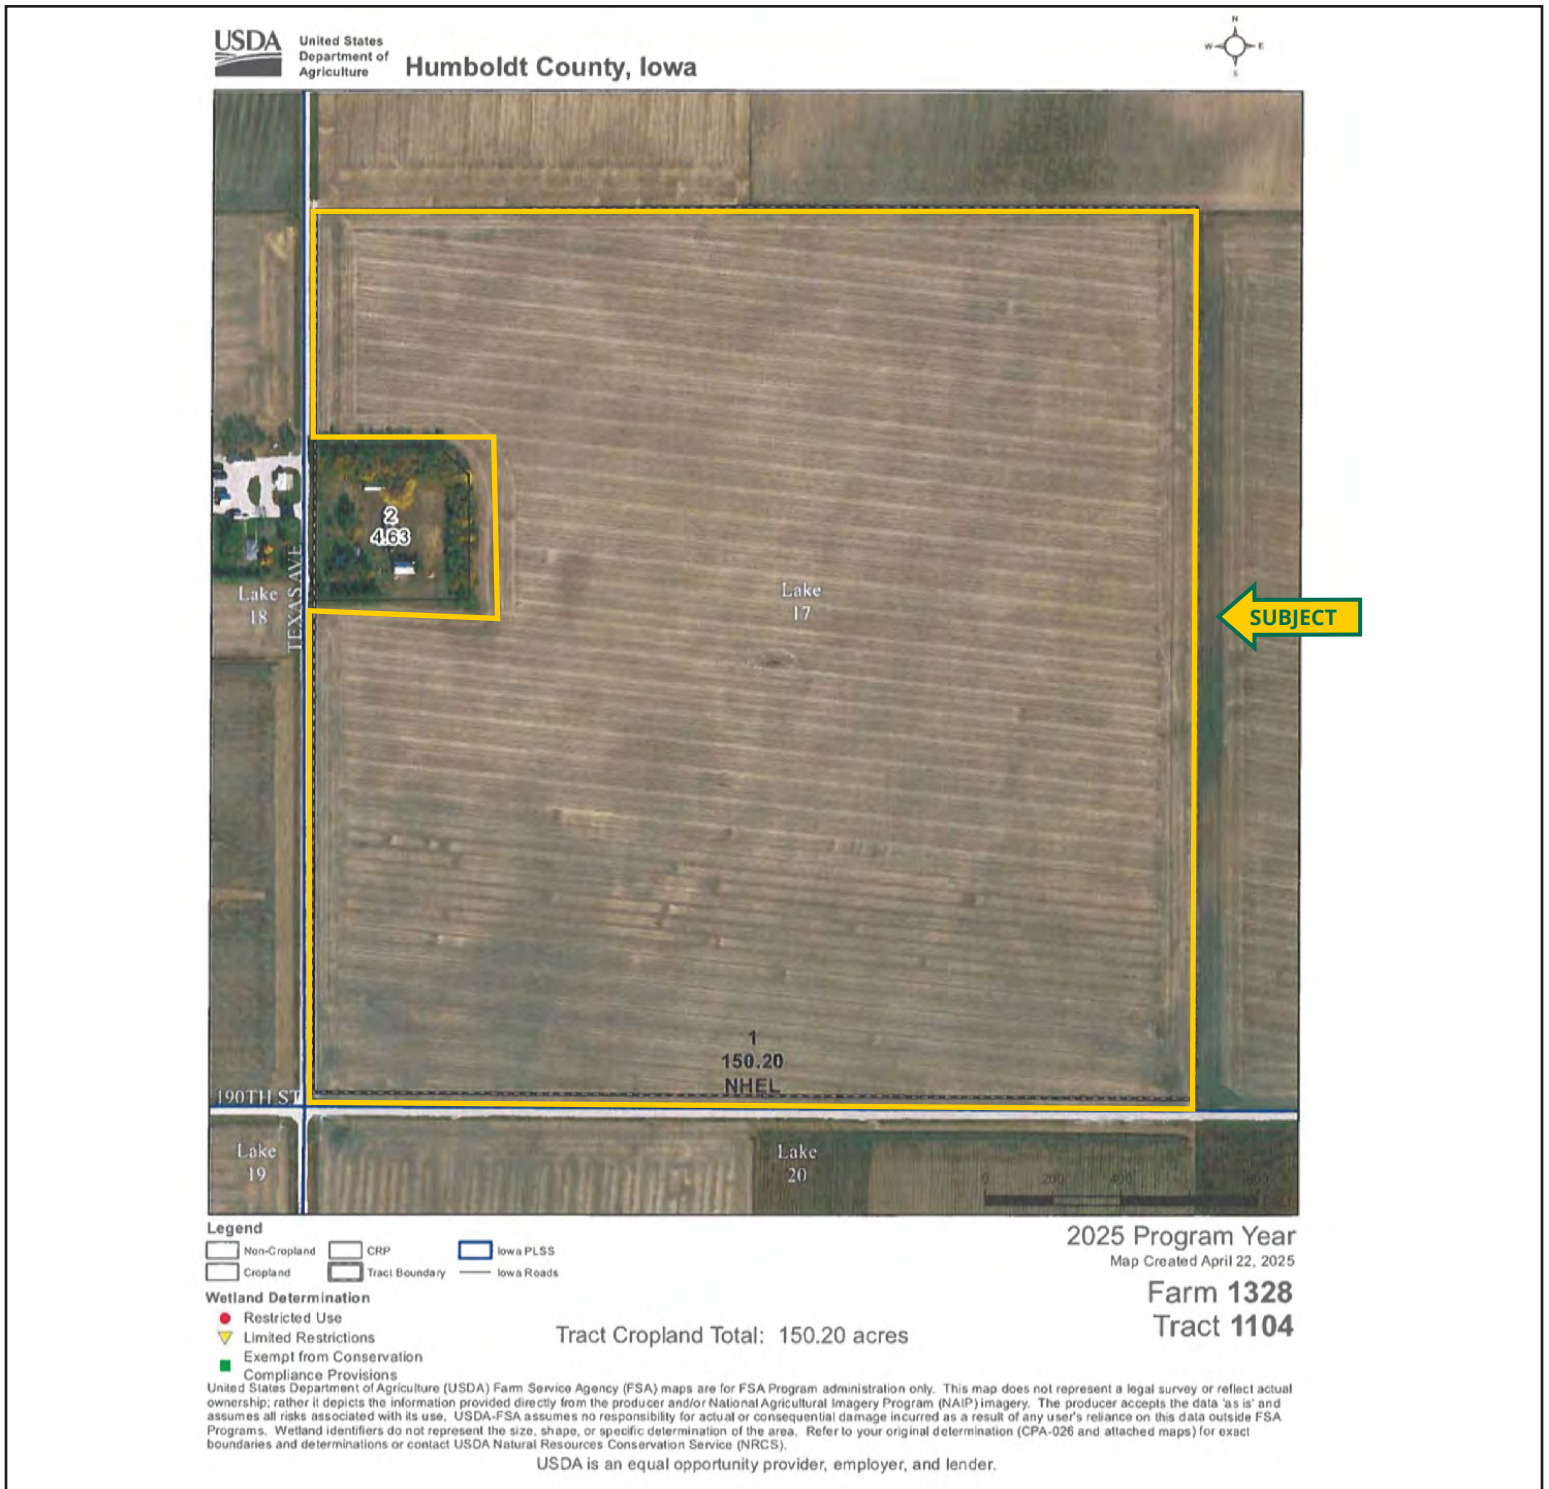 USDA
United States
Department of
Agriculture
Humboldt County, Iowa
N
W E
S
2
4.63
Lake
18
TEXAS AVE
Lake
17
SUBJECT
1
150.20
NHEL
190TH ST
Lake
19
Lake
20
0 200 400
Legend
Non-Cropland
CRP
Iowa PLSS
Cropland
Tract Boundary
Iowa Roads
Wetland Determination
Restricted Use
Limited Restrictions
Exempt from Conservation
Compliance Provisions
Tract Cropland Total: 150.20 acres
2025 Program Year
Map Created April 22, 2025
Farm 1328
Tract 1104
United States Department of Agriculture (USDA) Farm Service Agency (FSA) maps are for FSA Program administration only. This map does not represent a legal survey or reflect actual
ownership; rather it depicts the information provided directly from the producer and/or National Agricultural Imagery Program (NAIP) imagery. The producer accepts the data 'as is' and
assumes all risks associated with its use. USDA-FSA assumes no responsibility for actual or consequential damage incurred as a result of any user's reliance on this data outside FSA
Programs. Wetland identifiers do not represent the size, shape, or specific determination of the area. Refer to your original determination (CPA-026 and attached maps) for exact
boundaries and determinations or contact USDA Natural Resources Conservation Service (NRCS).
USDA is an equal opportunity provider, employer, and lender.